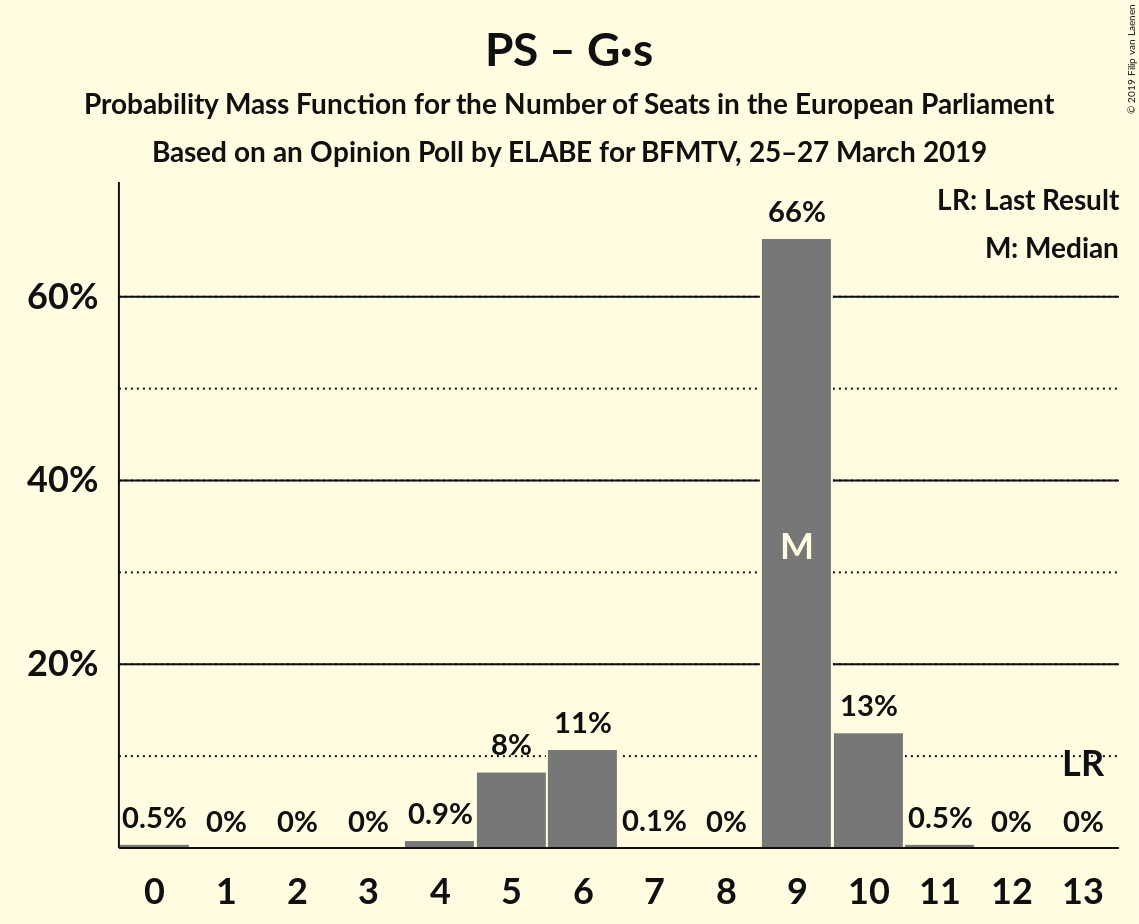 PS – G·s
Probability Mass Function for the Number of Seats in the European Parliament
Based on an Opinion Poll by ELABE for BFMTV, 25–27 March 2019
© 2019 Filip van Laenen
LR: Last Result
M: Median
60%
40%
20%
0.5%
0%
0%
0%
0.9%
8%
11%
0.1%
0%
66%
M
13%
0.5%
0%
LR
0%
0 1 2 3 4 5 6 7 8 9 10 11 12 13